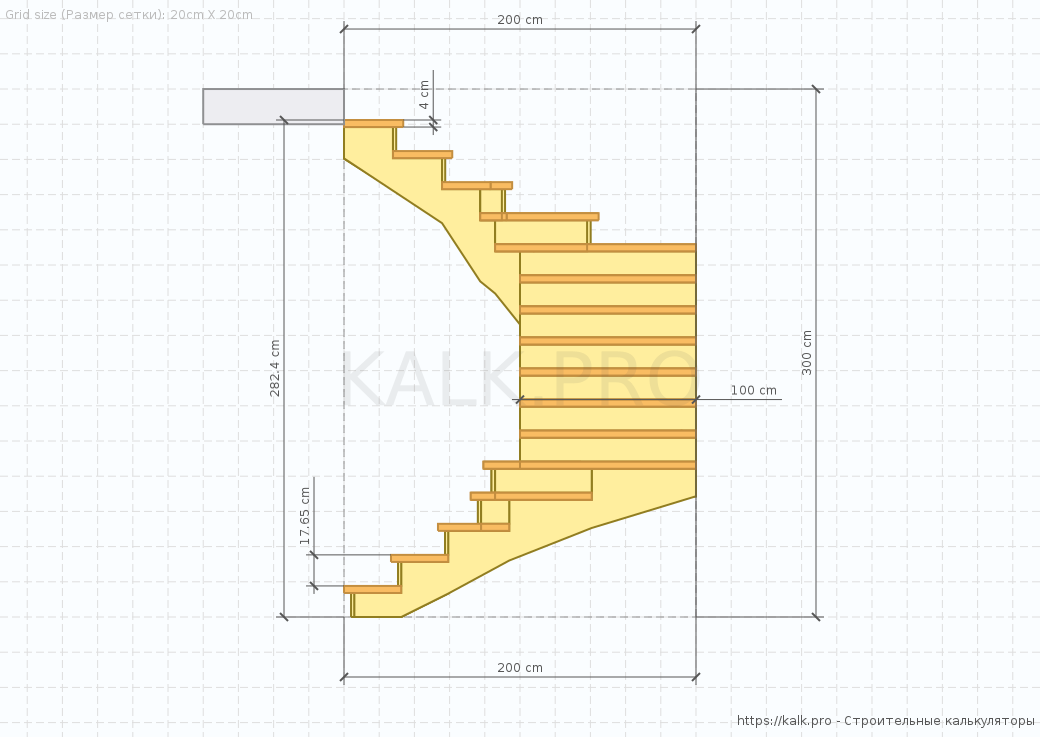 Grid size (Размер сетки): 20cm X 20cm
200 cm
4 cm
282.4 cm
300 cm
KALK.PRO
100 cm
17.65 cm
200 cm
https://kalk.pro - Строительные калькуляторы